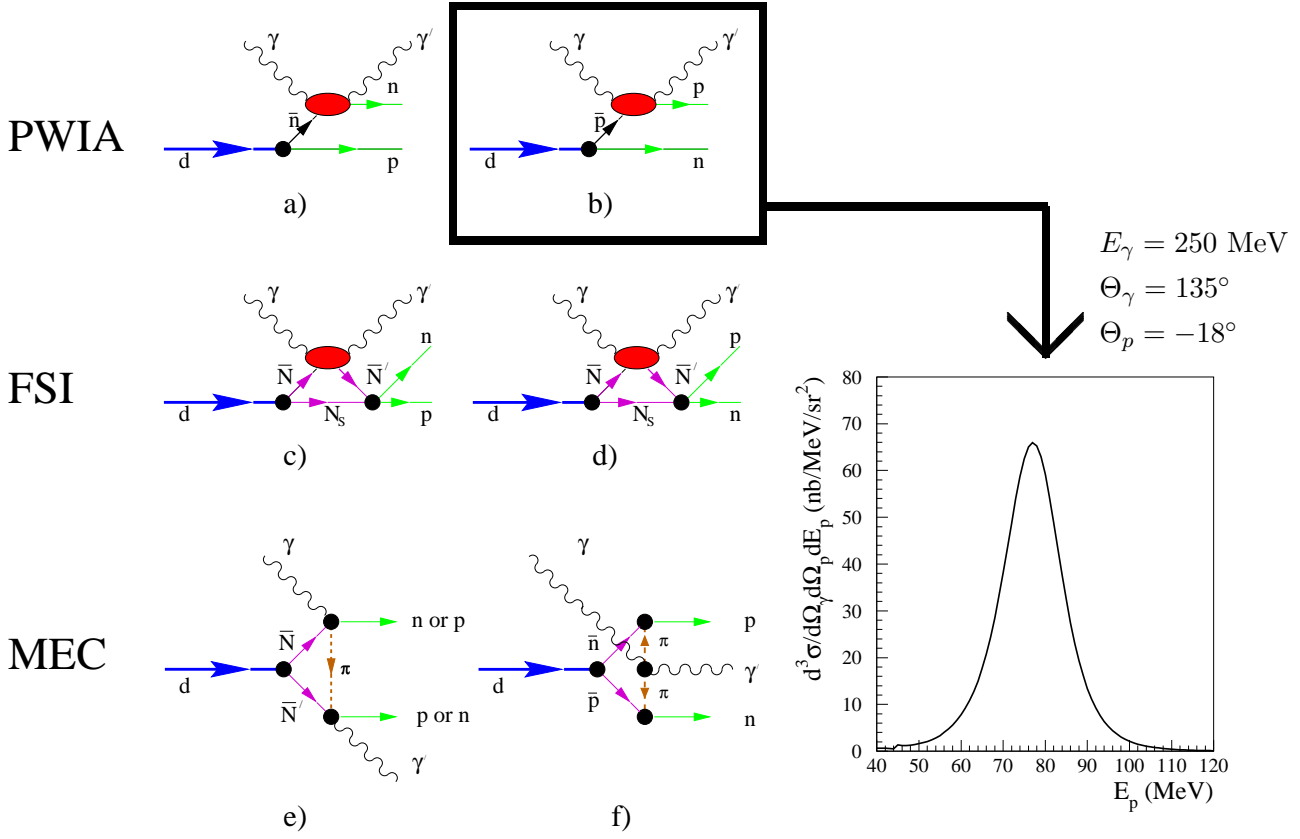 PWIA
γ γ′
n
n̄
d p
a)
γ γ′
p
p̄
d n
b)
E_γ = 250 MeV
Θ_γ = 135°
Θ_p = −18°
FSI
γ γ′
n
N̄ N̄′
d N_S p
c)
γ γ′
p
N̄ N̄′
d N_S n
d)
MEC
γ
n or p
N̄
π
d
N̄′
p or n
γ′
e)
γ
p
n̄ π
γ′
d
p̄ π
n
f)
d³σ/dΩ_γdΩ_pdE_p (nb/MeV/sr²)
80
70
60
50
40
30
20
10
0
40 50 60 70 80 90 100 110 120
E_p (MeV)